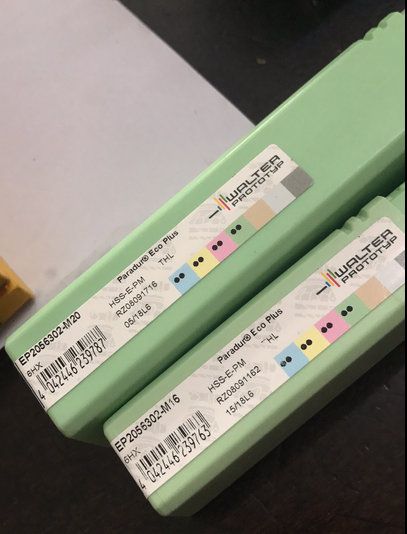 WALTER
PROTOTYP
Paradur® Eco Plus
THL
HSS-E-PM
RZ08091716
05/18L6
EP2056302-M20
6HX
4 042446 239787
WALTER
PROTOTYP
Paradur® Eco Plus
THL
HSS-E-PM
RZ08091162
15/18L6
EP2056302-M16
6HX
4 042446 239763